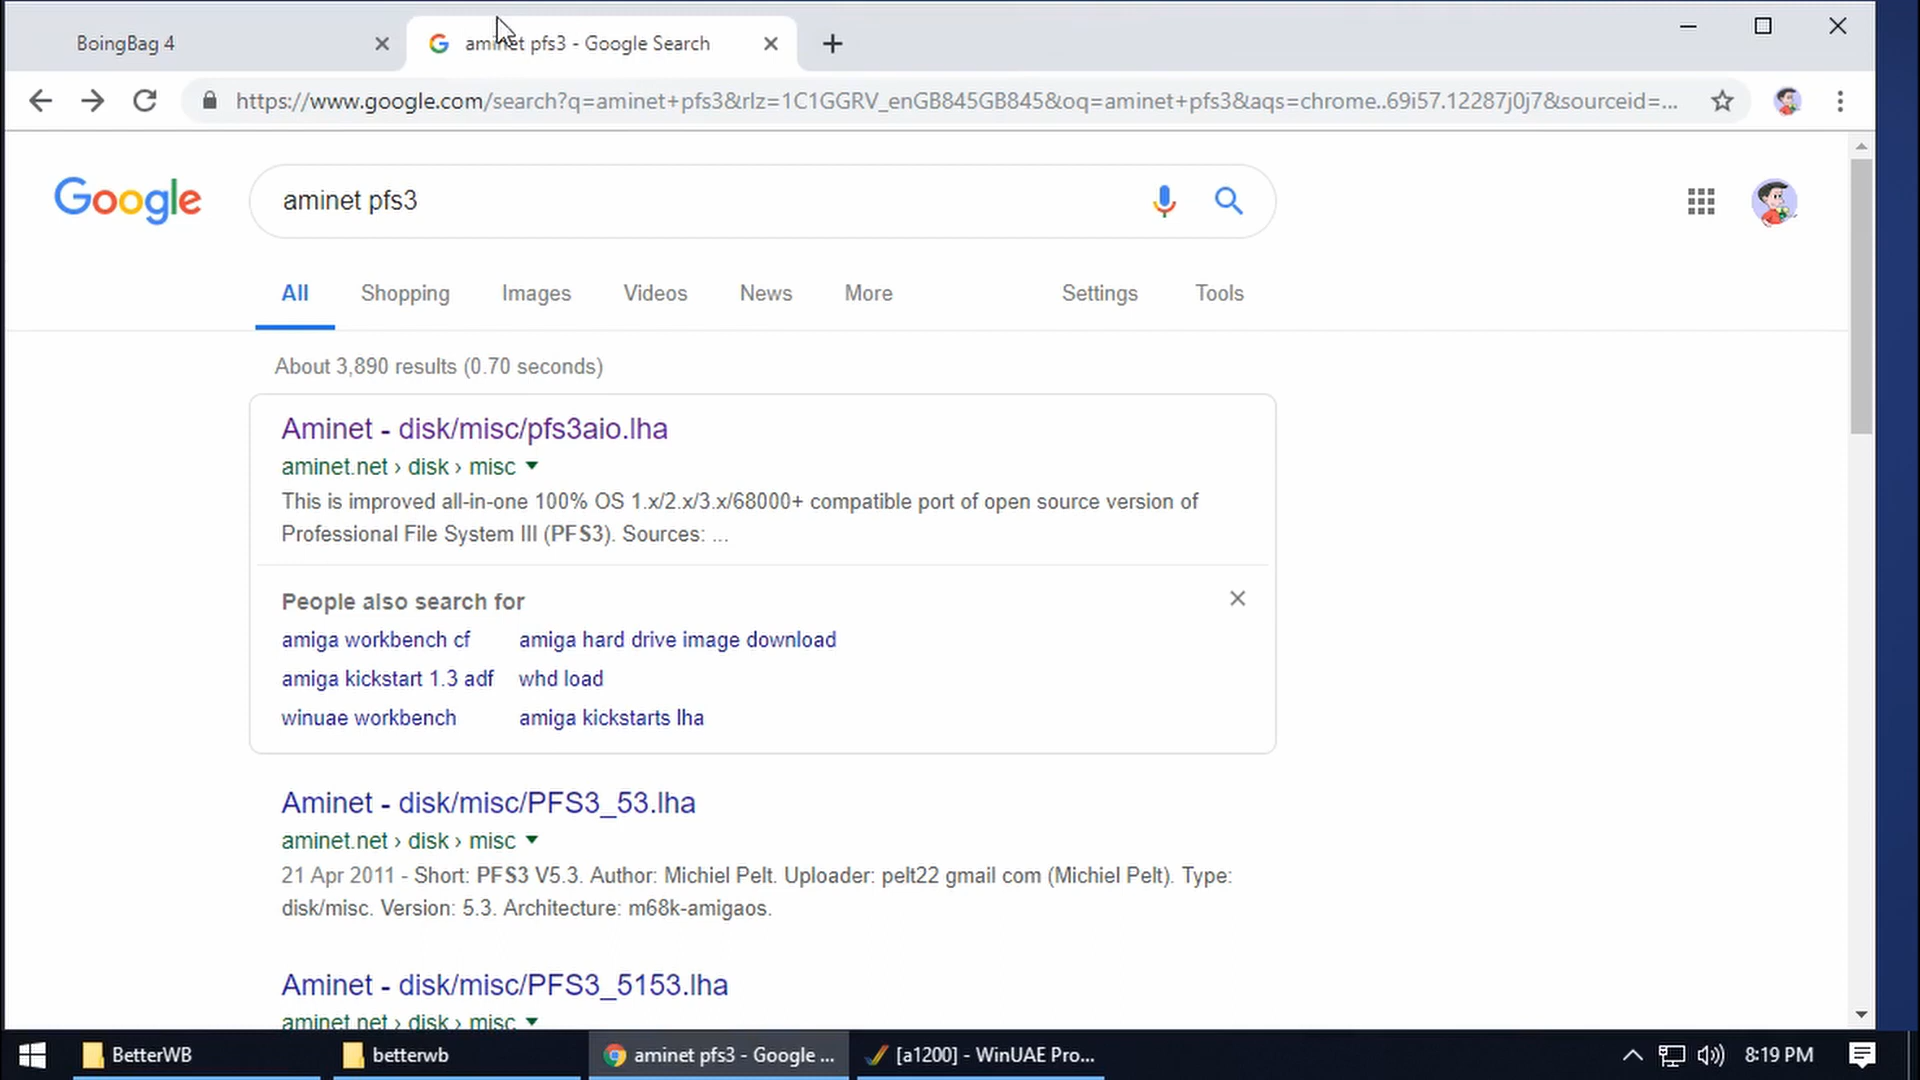 BoingBag 4
aminet pfs3 - Google Search
https://www.google.com/search?q=aminet+pfs3&rlz=1C1GGRV_enGB845GB845&oq=aminet+pfs3&aqs=chrome..69i57.12287j0j7&sourceid=...
Google
aminet pfs3
All Shopping Images Videos News More Settings Tools
About 3,890 results (0.70 seconds)
Aminet - disk/misc/pfs3aio.lha
aminet.net › disk › misc
This is improved all-in-one 100% OS 1.x/2.x/3.x/68000+ compatible port of open source version of
Professional File System III (PFS3). Sources: ...
People also search for
amiga workbench cf amiga hard drive image download
amiga kickstart 1.3 adf whd load
winuae workbench amiga kickstarts lha
Aminet - disk/misc/PFS3_53.lha
aminet.net › disk › misc
21 Apr 2011 - Short: PFS3 V5.3. Author: Michiel Pelt. Uploader: pelt22 gmail com (Michiel Pelt). Type:
disk/misc. Version: 5.3. Architecture: m68k-amigaos.
Aminet - disk/misc/PFS3_5153.lha
aminet.net › disk › misc
BetterWB betterwb aminet pfs3 - Google ... [a1200] - WinUAE Pro... 8:19 PM